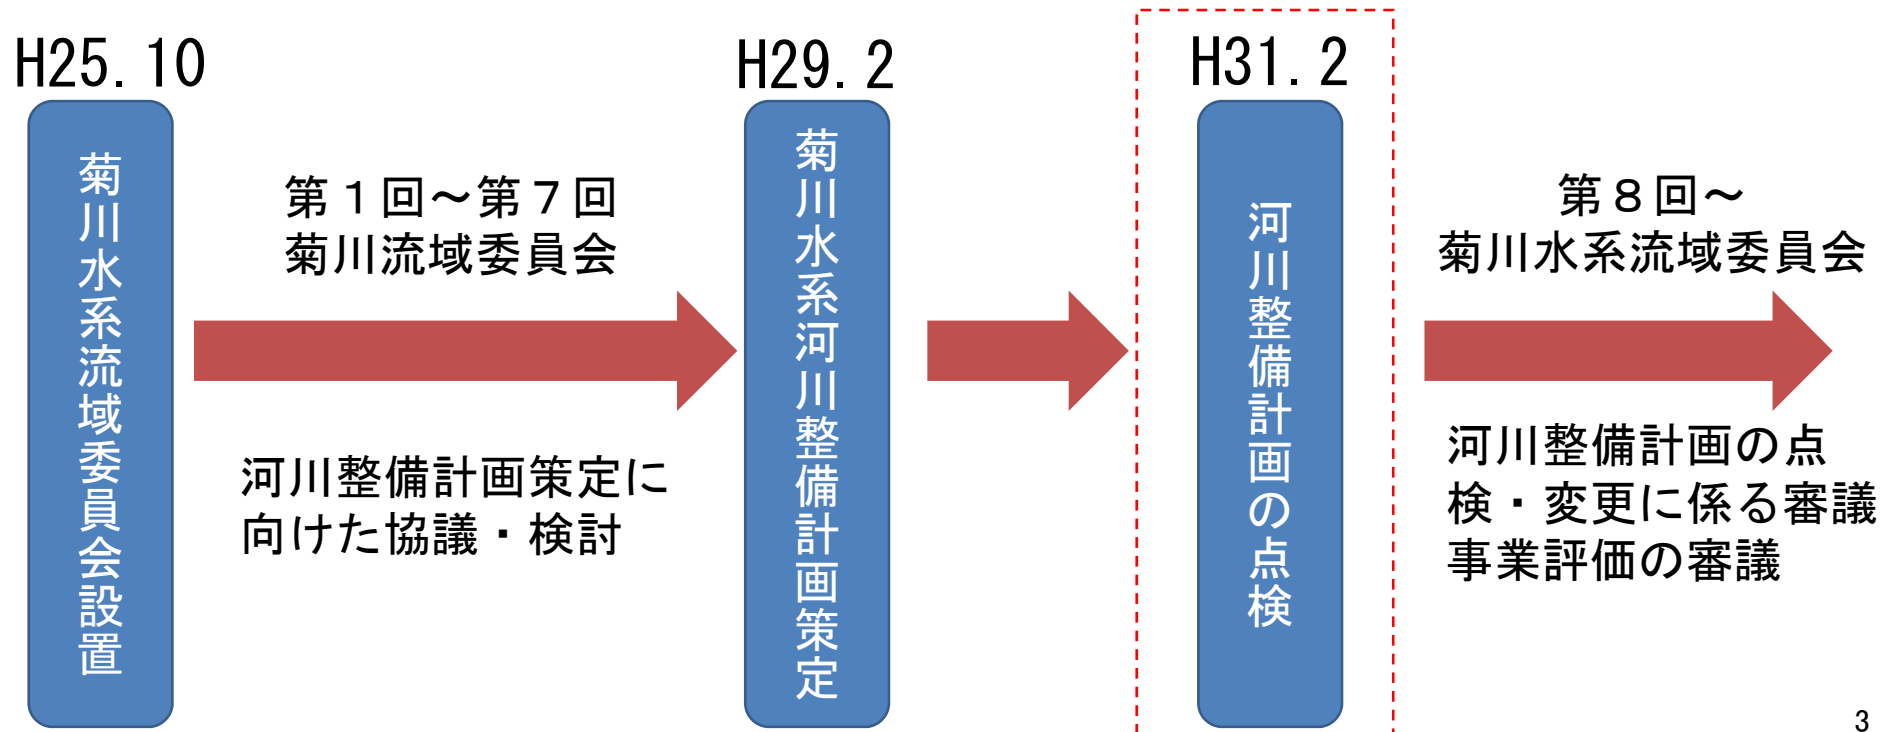 H25.10
菊川水系流域委員会設置
第１回～第７回
菊川流域委員会
河川整備計画策定に
向けた協議・検討
H29.2
菊川水系河川整備計画策定
H31.2
河川整備計画の点検
第８回～
菊川水系流域委員会
河川整備計画の点
検・変更に係る審議
事業評価の審議
3